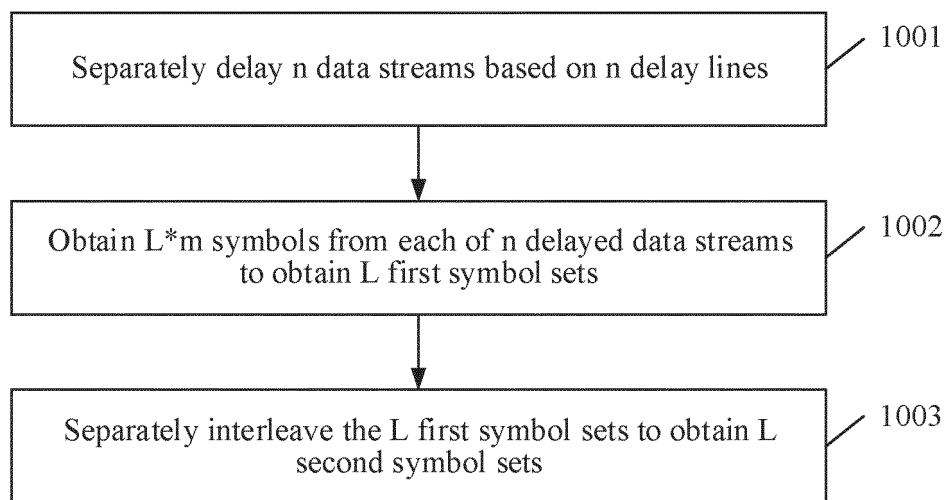 Separately delay n data streams based on n delay lines
1001
Obtain L*m symbols from each of n delayed data streams
to obtain L first symbol sets
1002
Separately interleave the L first symbol sets to obtain L
second symbol sets
1003